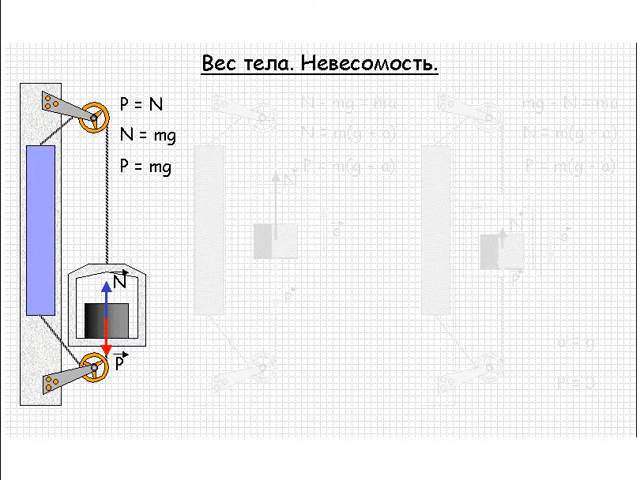 Вес тела. Невесомость.
P = N
N = mg
P = mg
N - mg = ma
N = m(g + a)
P = m(g + a)
mg - N = ma
N = m(g - a)
P = m(g - a)
N
P
N
a
P
N
a
P
a = g
P = 0